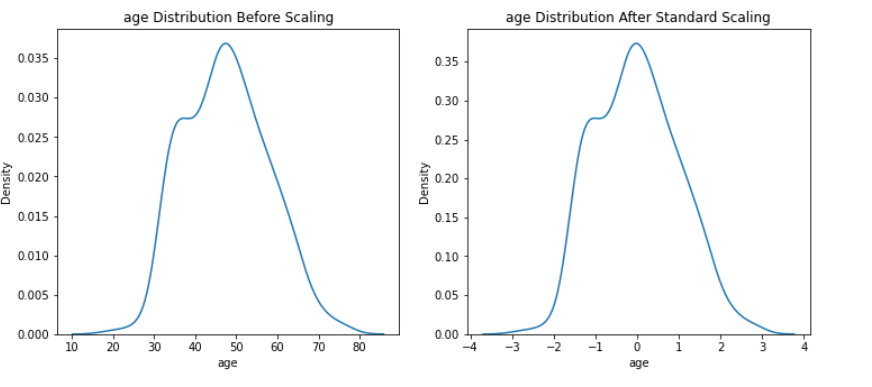 age Distribution Before Scaling
Density
0.035
0.030
0.025
0.020
0.015
0.010
0.005
0.000
10 20 30 40 50 60 70 80
age
age Distribution After Standard Scaling
Density
0.35
0.30
0.25
0.20
0.15
0.10
0.05
0.00
−4 −3 −2 −1 0 1 2 3 4
age